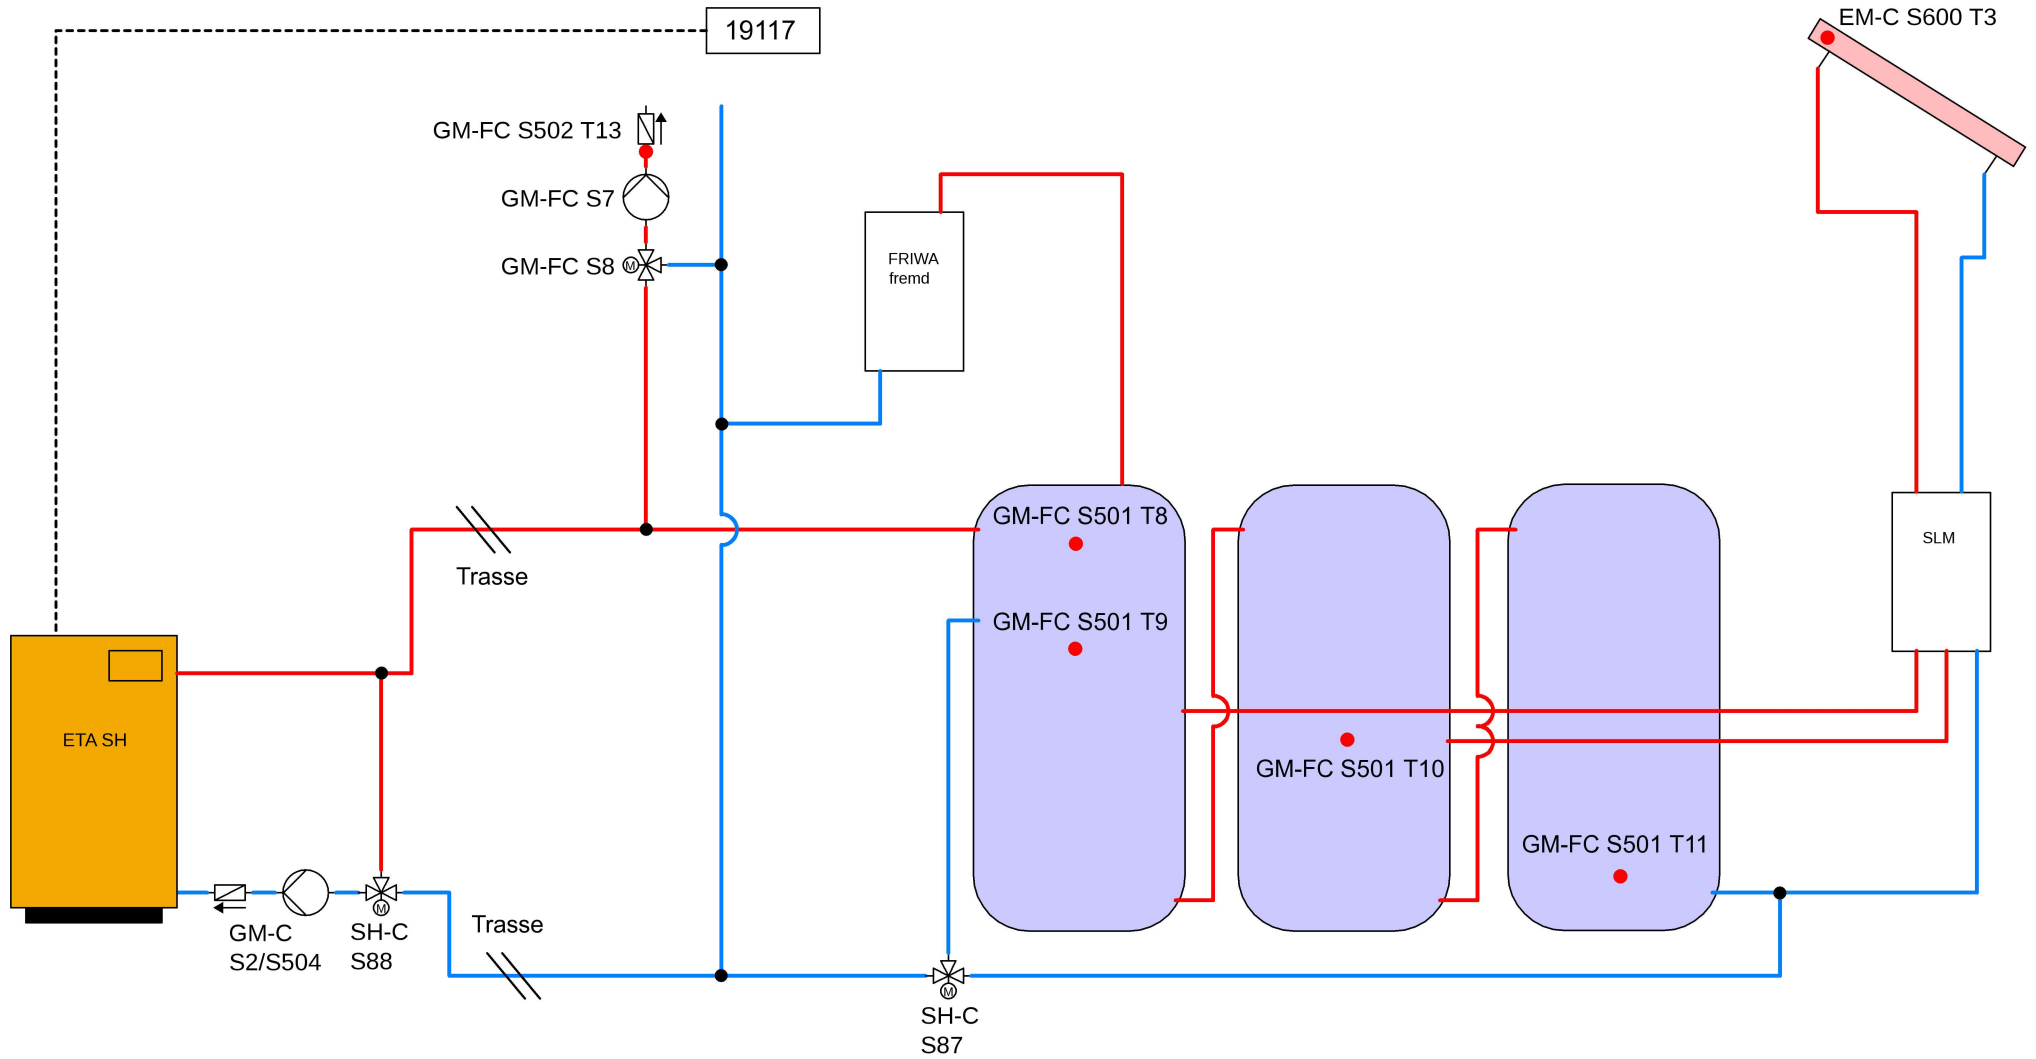 19117
EM-C S600 T3
GM-FC S502 T13
GM-FC S7
GM-FC S8
M
FRIWA
fremd
GM-FC S501 T8
Trasse
SLM
GM-FC S501 T9
ETA SH
GM-FC S501 T10
GM-FC S501 T11
M
Trasse
GM-C
S2/S504
SH-C
S88
M
SH-C
S87